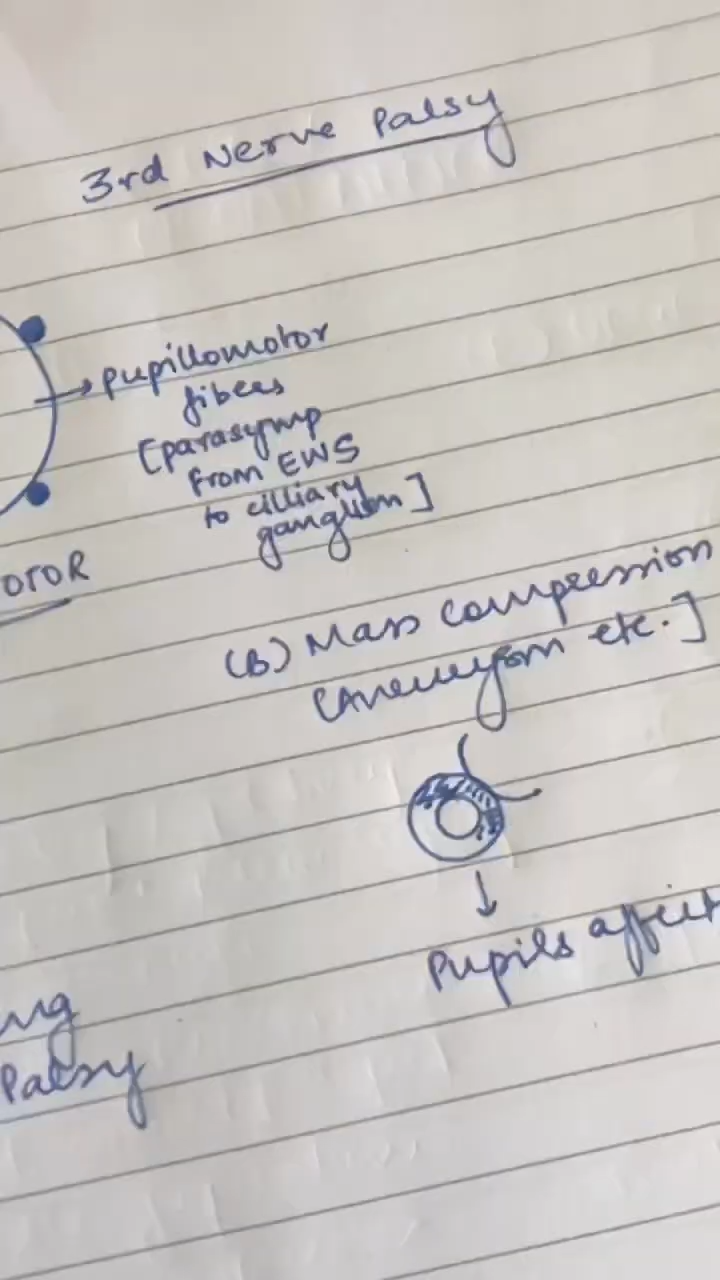 3rd Nerve Palsy
→ pupillomotor
fibers
[parasymp
from EWS
to cilliary
ganglion]
OTOR
(B) Mass compression
(Aneurysm etc.]
↓
Pupils affect
ng
Palsy